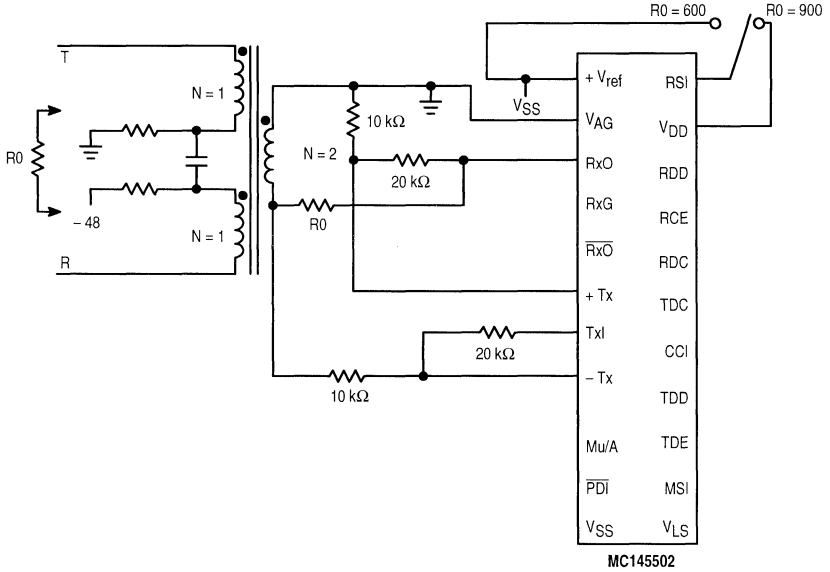 R0 = 600
R0 = 900
T
N = 1
R0
– 48
N = 1
R
N = 2
10 kΩ
20 kΩ
R0
10 kΩ
20 kΩ
VSS
+ Vref
VAG
RxO
RxG
RxO
+ Tx
TxI
– Tx
Mu/A
PDI
VSS
RSI
VDD
RDD
RCE
RDC
TDC
CCI
TDD
TDE
MSI
VLS
MC145502